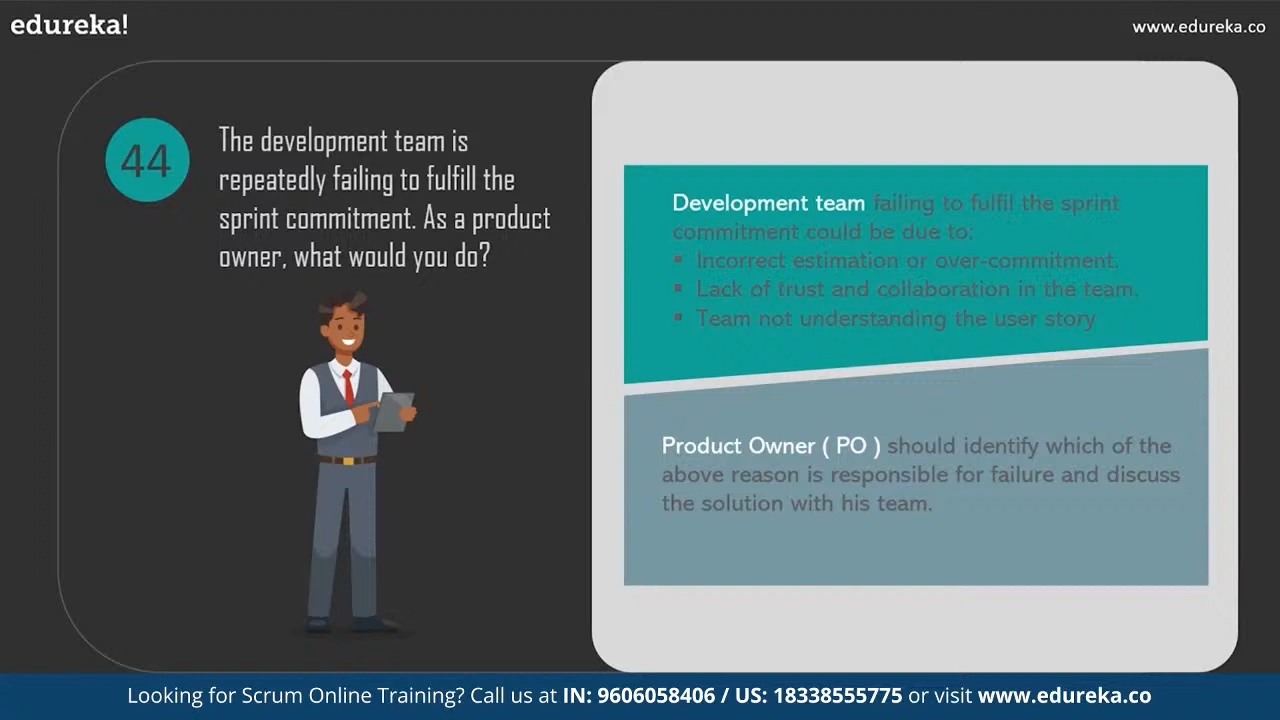 edureka!
www.edureka.co
44
The development team is
repeatedly failing to fulfill the
sprint commitment. As a product
owner, what would you do?
Development team failing to fulfil the sprint
commitment could be due to:
▪ Incorrect estimation or over-commitment.
▪ Lack of trust and collaboration in the team.
▪ Team not understanding the user story
Product Owner ( PO ) should identify which of the
above reason is responsible for failure and discuss
the solution with his team.
Looking for Scrum Online Training? Call us at IN: 9606058406 / US: 18338555775 or visit www.edureka.co